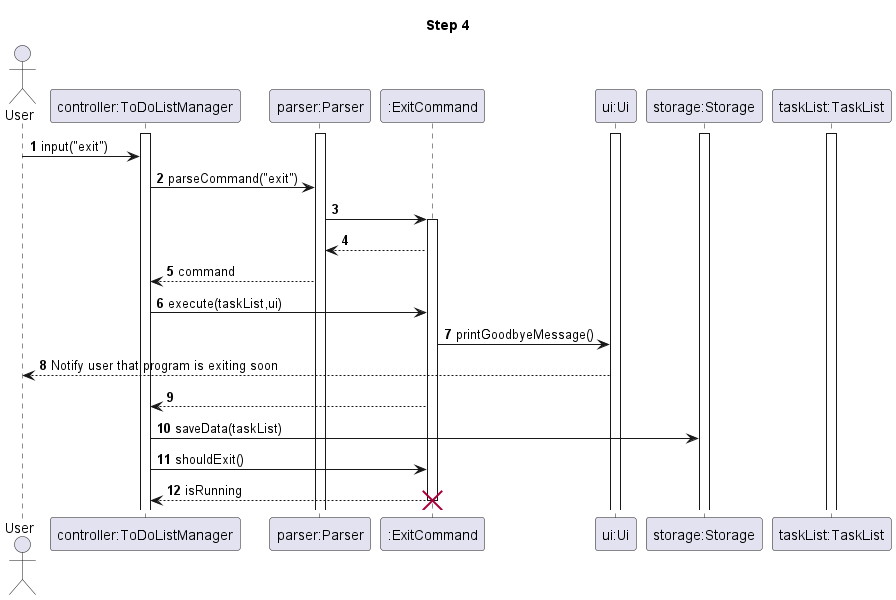 Step 4
User
controller:ToDoListManager
parser:Parser
:ExitCommand
ui:Ui
storage:Storage
taskList:TaskList
1 input("exit")
2 parseCommand("exit")
3
4
5 command
6 execute(taskList,ui)
7 printGoodbyeMessage()
8 Notify user that program is exiting soon
9
10 saveData(taskList)
11 shouldExit()
12 isRunning
User
controller:ToDoListManager
parser:Parser
:ExitCommand
ui:Ui
storage:Storage
taskList:TaskList